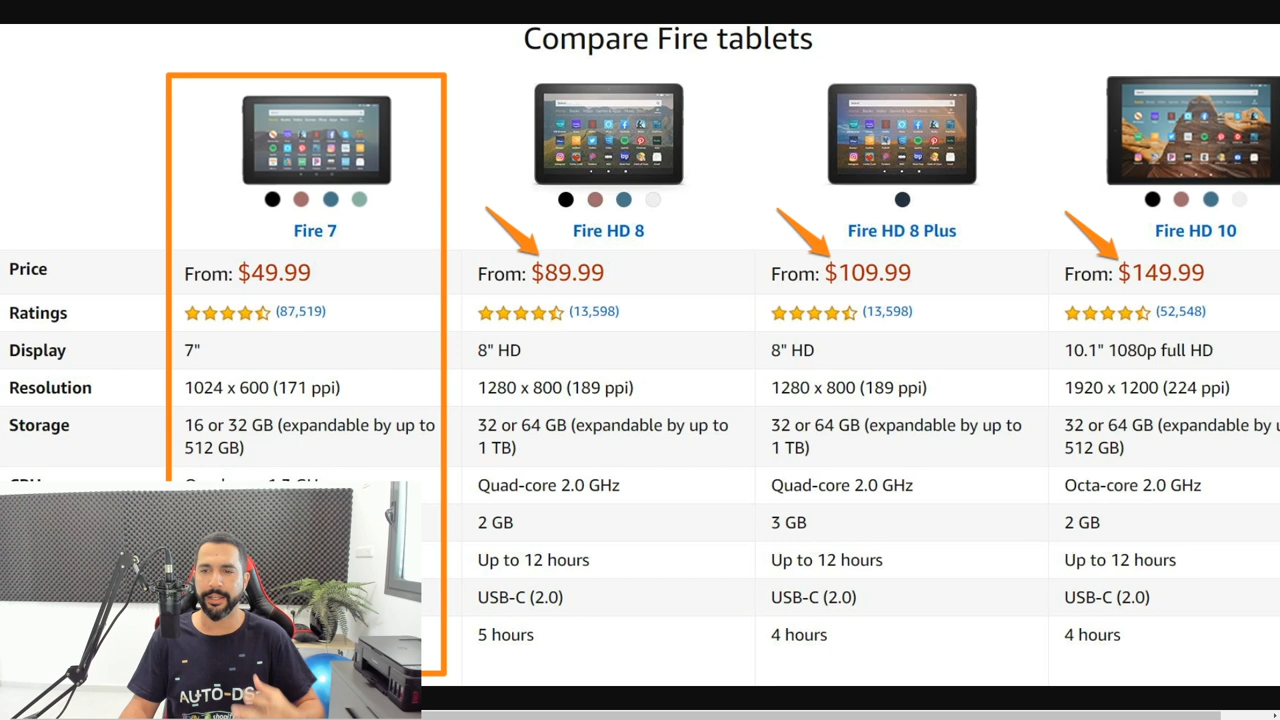 Compare Fire tablets
Fire 7
Fire HD 8
Fire HD 8 Plus
Fire HD 10
Price
From: $49.99
From: $89.99
From: $109.99
From: $149.99
Ratings
(87,519)
(13,598)
(13,598)
(52,548)
Display
7"
8" HD
8" HD
10.1" 1080p full HD
Resolution
1024 x 600 (171 ppi)
1280 x 800 (189 ppi)
1280 x 800 (189 ppi)
1920 x 1200 (224 ppi)
Storage
16 or 32 GB (expandable by up to
512 GB)
32 or 64 GB (expandable by up to
1 TB)
32 or 64 GB (expandable by up to
1 TB)
32 or 64 GB (expandable by
512 GB)
Quad-core 2.0 GHz
Quad-core 2.0 GHz
Octa-core 2.0 GHz
2 GB
3 GB
2 GB
Up to 12 hours
Up to 12 hours
Up to 12 hours
USB-C (2.0)
USB-C (2.0)
USB-C (2.0)
5 hours
4 hours
4 hours
AUTO-DS
shopify